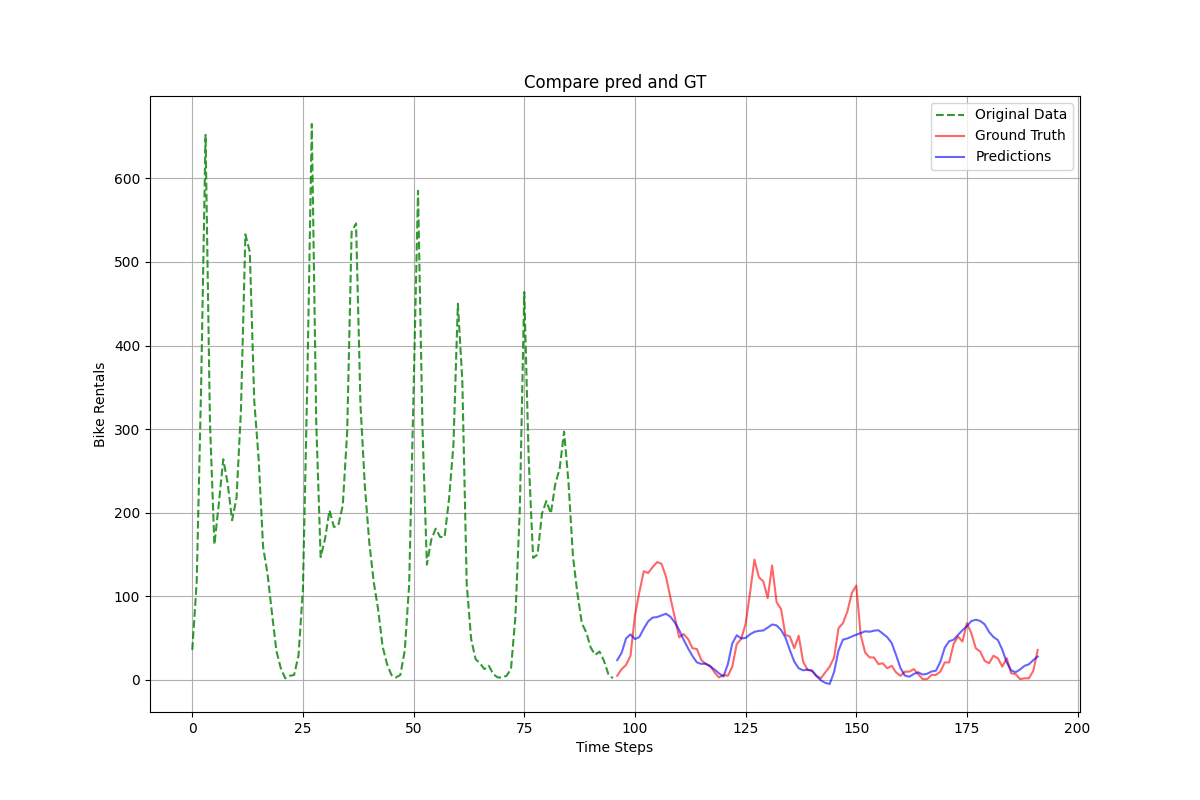 Compare pred and GT
Original Data
Ground Truth
Predictions
Bike Rentals
600
500
400
300
200
100
0
0 25 50 75 100 125 150 175 200
Time Steps